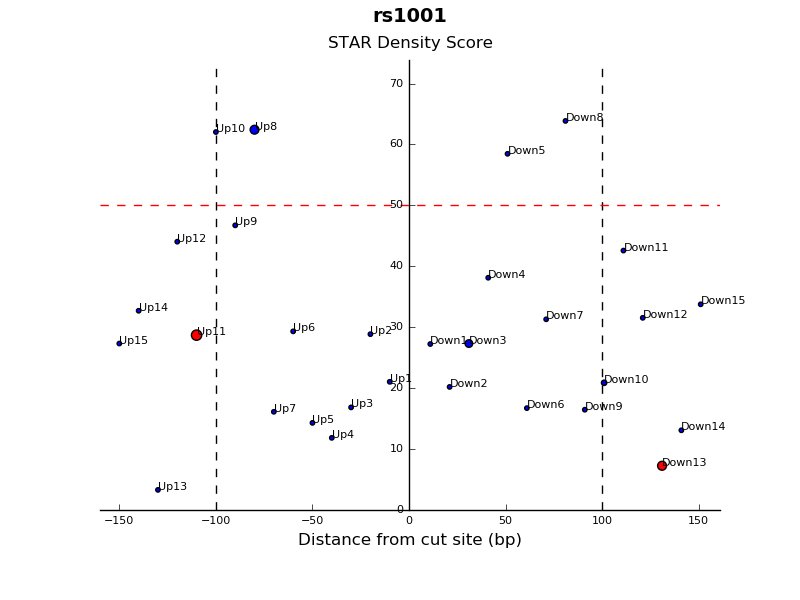 rs1001
STAR Density Score
70
Down8
Up10 Up8
60
Down5
50
Up9
Up12
Down11
40
Down4
Up14
Down15
Down7
Down12
30
Up11
Up6
Up2
Up15
Down1 Down3
Up1
20
Down2
Down10
Up3
Down6
Down9
Up7
Up5
Down14
Up4
10
Down13
Up13
0
−150 −100 −50 0 50 100 150
Distance from cut site (bp)